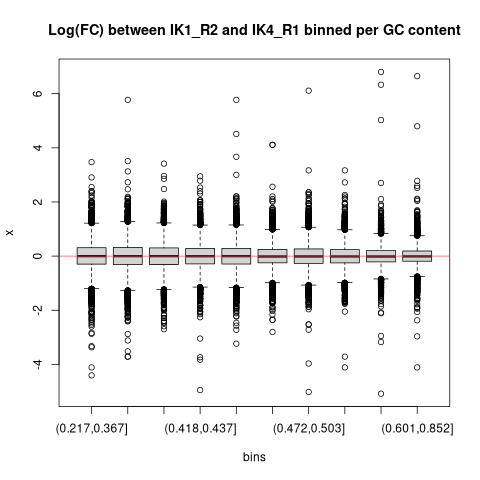 Log(FC) between IK1_R2 and IK4_R1 binned per GC content
6
4
2
0
-2
-4
x
(0.217,0.367] (0.418,0.437] (0.472,0.503] (0.601,0.852]
bins